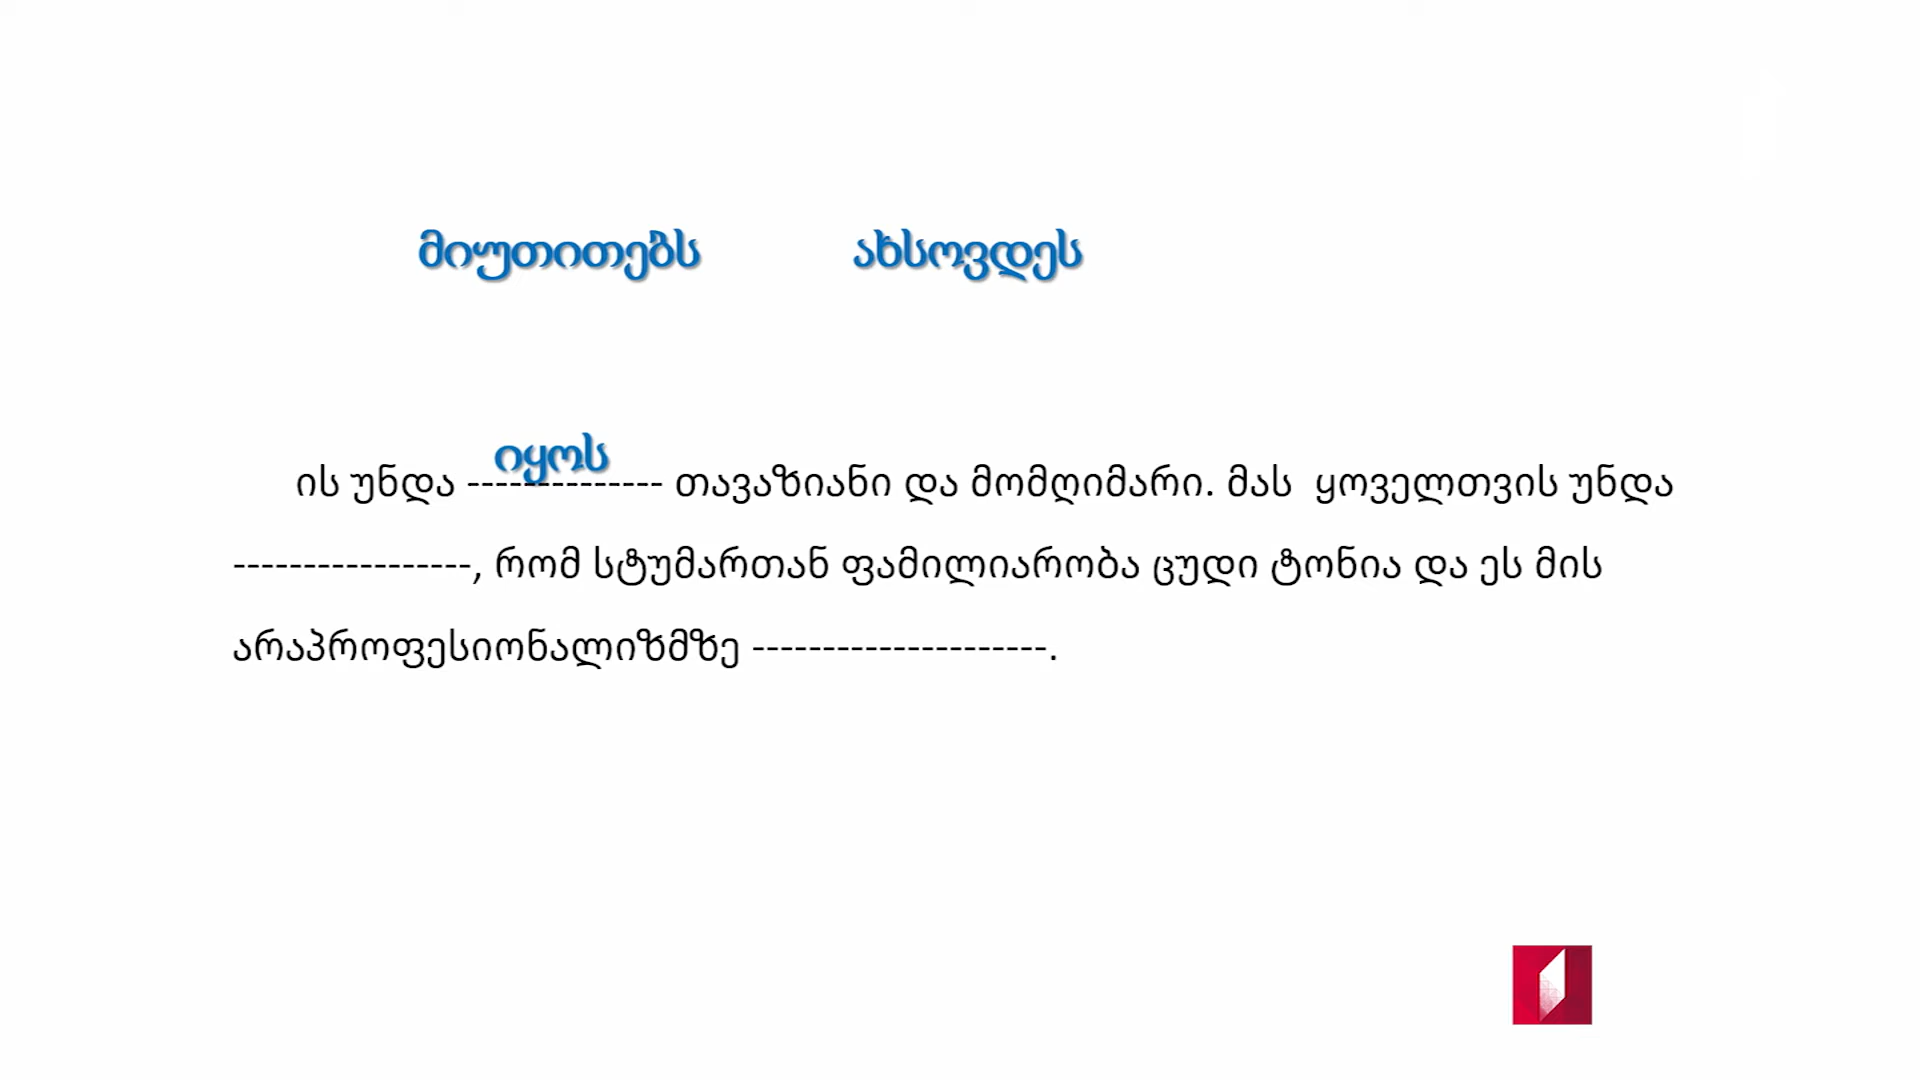 მიუთითებს ახსოვდეს
იყოს
ის უნდა -------------- თავაზიანი და მომღიმარი. მას ყოველთვის უნდა
-----------------, რომ სტუმართან ფამილიარობა ცუდი ტონია და ეს მის
არაპროფესიონალიზმზე ---------------------.